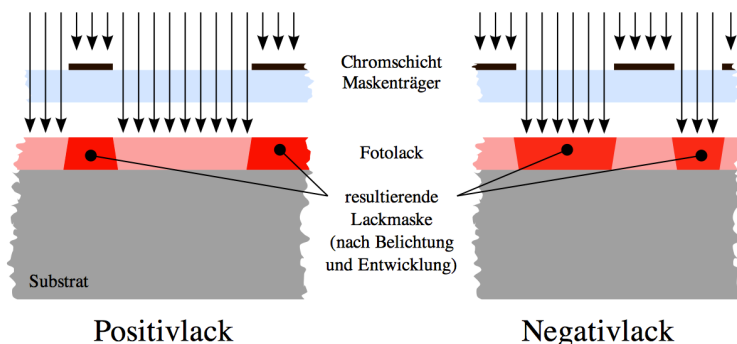 Chromschicht
Maskenträger
Fotolack
resultierende
Lackmaske
(nach Belichtung
und Entwicklung)
Substrat
Positivlack
Negativlack